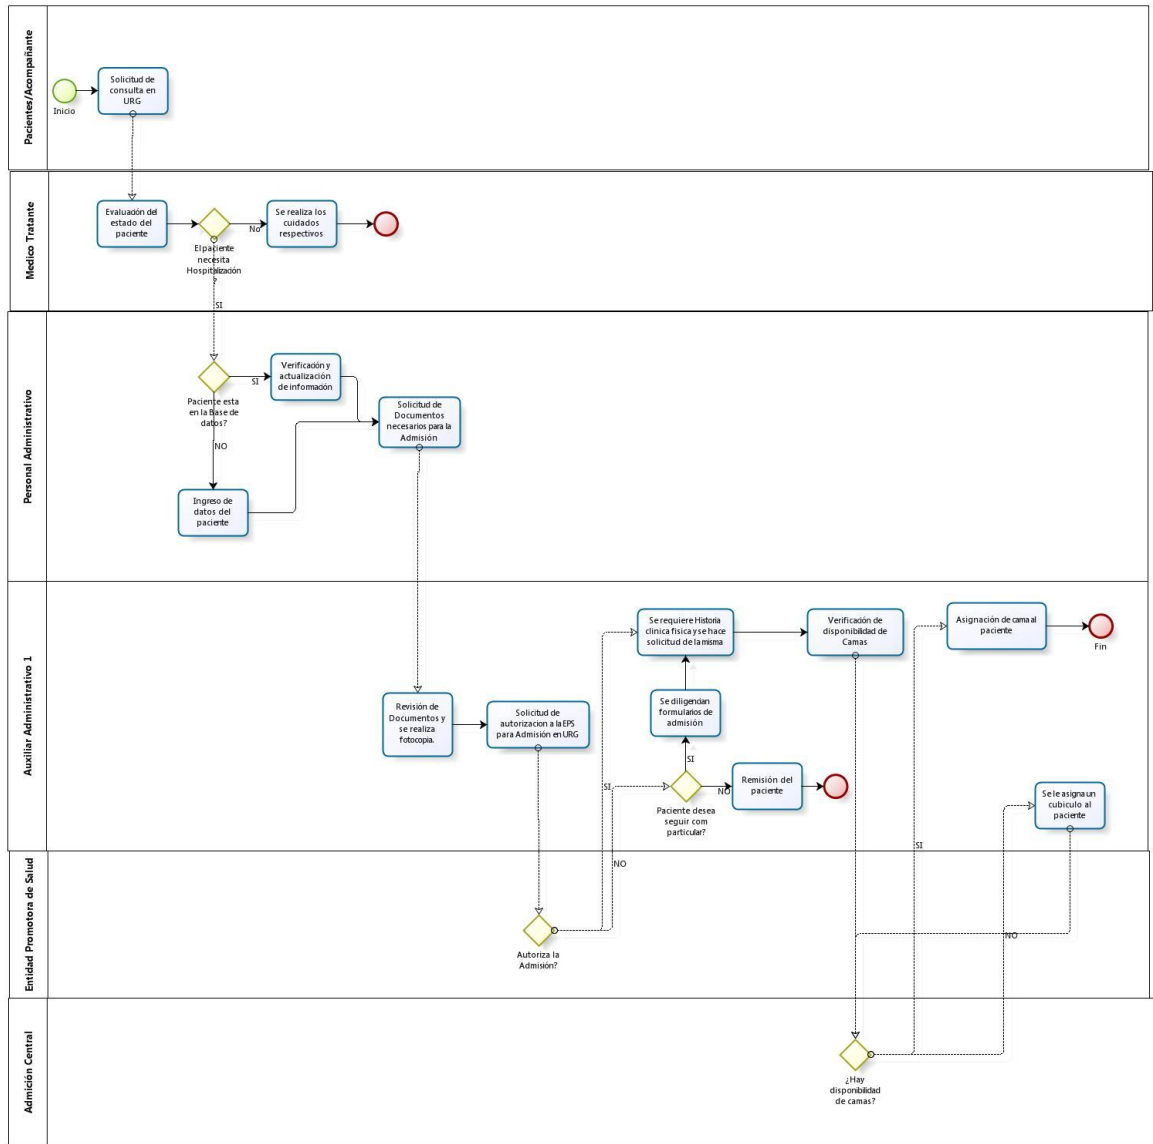 Pacientes/Acompañante
Inicio
Solicitud de
consulta en
URG
Medico Tratante
Evaluación del
estado del
paciente
El paciente
necesita
Hospitalización
?
No
Se realiza los
cuidados
respectivos
SI
Personal Administrativo
Paciente esta
en la Base de
datos?
SI
Verificación y
actualización
de información
Solicitud de
Documentos
necesarios para la
Admisión
NO
Ingreso de
datos del
paciente
Auxiliar Administrativo 1
Revisión de
Documentos y
se realiza
fotocopia.
Solicitud de
autorizacion a la EPS
para Admisión en URG
Se requiere Historia
clinica fisica y se hace
solicitud de la misma
Verificación de
disponibilidad de
Camas
Asignación de cama al
paciente
Fin
Se diligencian
formularios de
admisión
SI
SI
Paciente desea
seguir com
particular?
NO
Remisión del
paciente
Se le asigna un
cubiculo al
paciente
SI
NO
Entidad Promotora de Salud
Autoriza la
Admisión?
NO
Admición Central
¿Hay
disponibilidad
de camas?